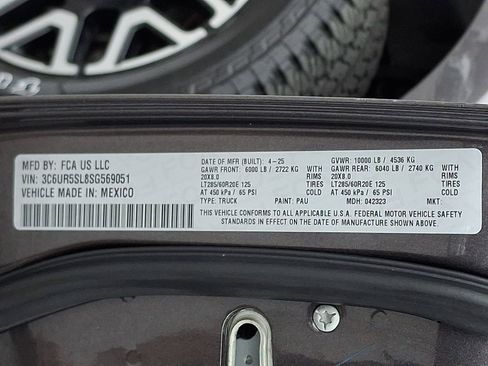 MFD BY: FCA US LLC
VIN: 3C6UR5SL8SG569051
VEHICLE MADE IN: MEXICO
DATE OF MFR (BUILT): 4-25
GAWR FRONT: 6000 LB / 2722 KG WITH
20X8.0 RIMS
LT285/60R20E 125
AT 450 kPa / 65 PSI COLD
TYPE: TRUCK PAINT: PAU
GVWR: 10000 LB / 4536 KG
GAWR REAR: 6040 LB / 2740 KG WITH
20X8.0 RIMS
LT285/60R20E 125
AT 450 kPa / 65 PSI COLD
MDH: 042323 MKT:
THIS VEHICLE CONFORMS TO ALL APPLICABLE U.S.A. FEDERAL MOTOR VEHICLE SAFETY
STANDARDS IN EFFECT ON THE DATE OF MANUFACTURE SHOWN ABOVE.